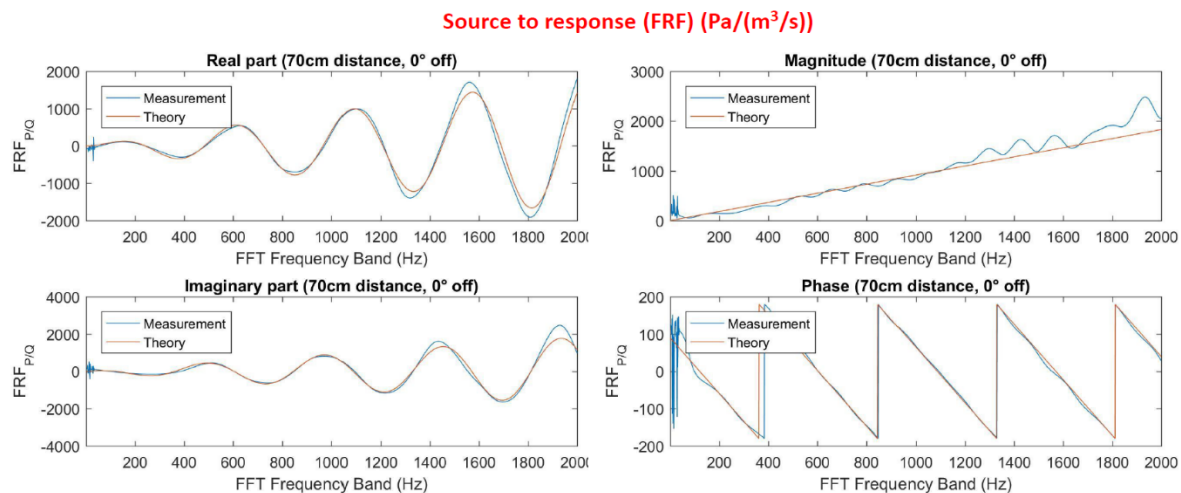 Source to response (FRF) (Pa/(m³/s))
Real part (70cm distance, 0° off)
2000
1000
0
-1000
-2000
FRF_P/Q
Measurement
Theory
200 400 600 800 1000 1200 1400 1600 1800 2000
FFT Frequency Band (Hz)
Magnitude (70cm distance, 0° off)
3000
2000
1000
0
FRF_P/Q
Measurement
Theory
200 400 600 800 1000 1200 1400 1600 1800 2000
FFT Frequency Band (Hz)
Imaginary part (70cm distance, 0° off)
4000
2000
0
-2000
-4000
FRF_P/Q
Measurement
Theory
200 400 600 800 1000 1200 1400 1600 1800 2000
FFT Frequency Band (Hz)
Phase (70cm distance, 0° off)
200
100
0
-100
-200
FRF_P/Q
Measurement
Theory
200 400 600 800 1000 1200 1400 1600 1800 2000
FFT Frequency Band (Hz)